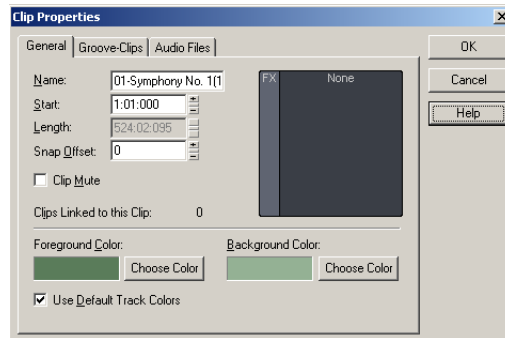 Clip Properties
General Groove-Clips Audio Files
OK
Cancel
Help
Name: 01-Symphony No. 1(1
Start: 1:01:000
Length: 524:02:095
Snap Offset: 0
Clip Mute
Clips Linked to this Clip: 0
FX None
Foreground Color: Background Color:
Choose Color Choose Color
Use Default Track Colors